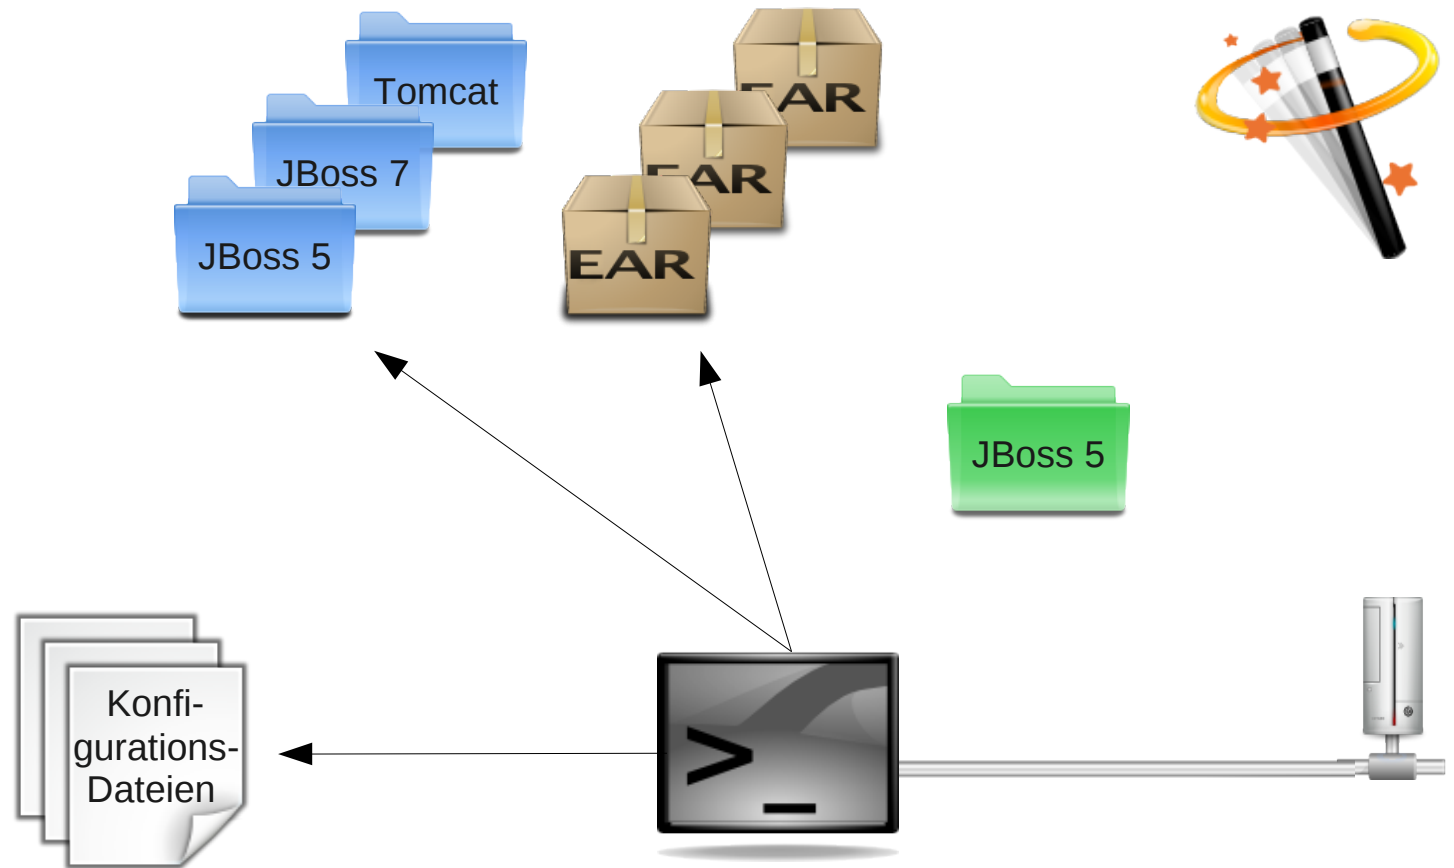 Tomcat
JBoss 7
JBoss 5
EAR
EAR
EAR
JBoss 5
Konfi-
gurations-
Dateien
>_